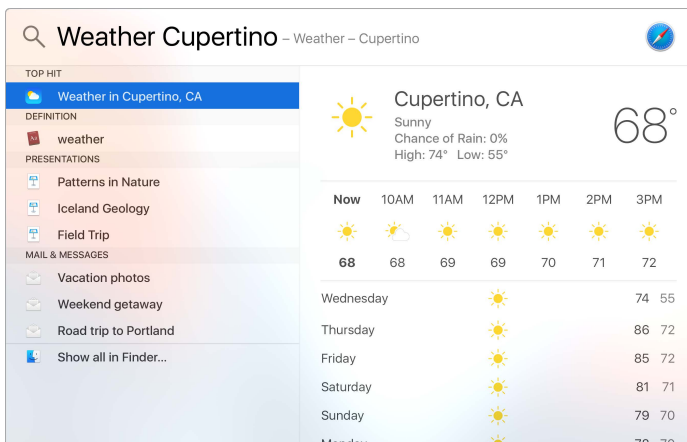 Weather Cupertino – Weather – Cupertino
TOP HIT
Weather in Cupertino, CA
DEFINITION
weather
PRESENTATIONS
Patterns in Nature
Iceland Geology
Field Trip
MAIL & MESSAGES
Vacation photos
Weekend getaway
Road trip to Portland
Show all in Finder...
Cupertino, CA
Sunny
Chance of Rain: 0%
High: 74° Low: 55°
68°
Now 10AM 11AM 12PM 1PM 2PM 3PM
68 68 69 69 70 71 72
Wednesday 74 55
Thursday 86 72
Friday 85 72
Saturday 81 71
Sunday 79 70